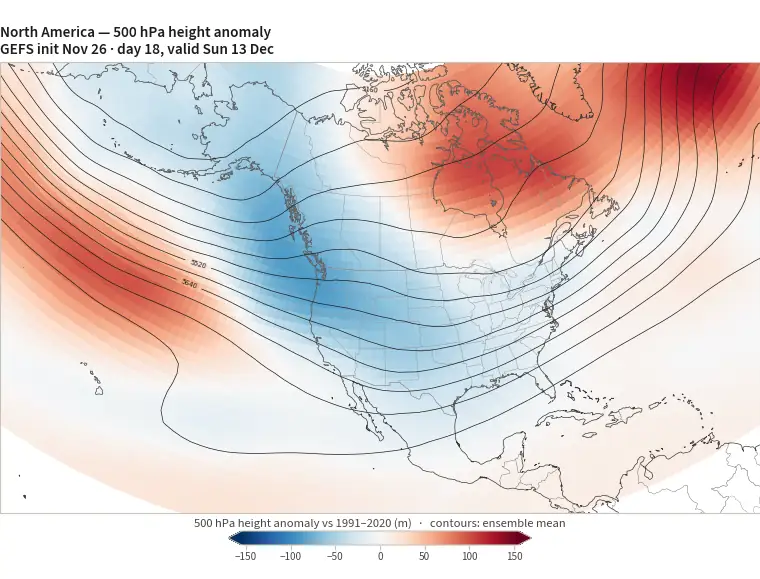 North America — 500 hPa height anomaly
GEFS init Nov 26 · day 18, valid Sun 13 Dec
5160
5520
5640
500 hPa height anomaly vs 1991–2020 (m) · contours: ensemble mean
−150 −100 −50 0 50 100 150